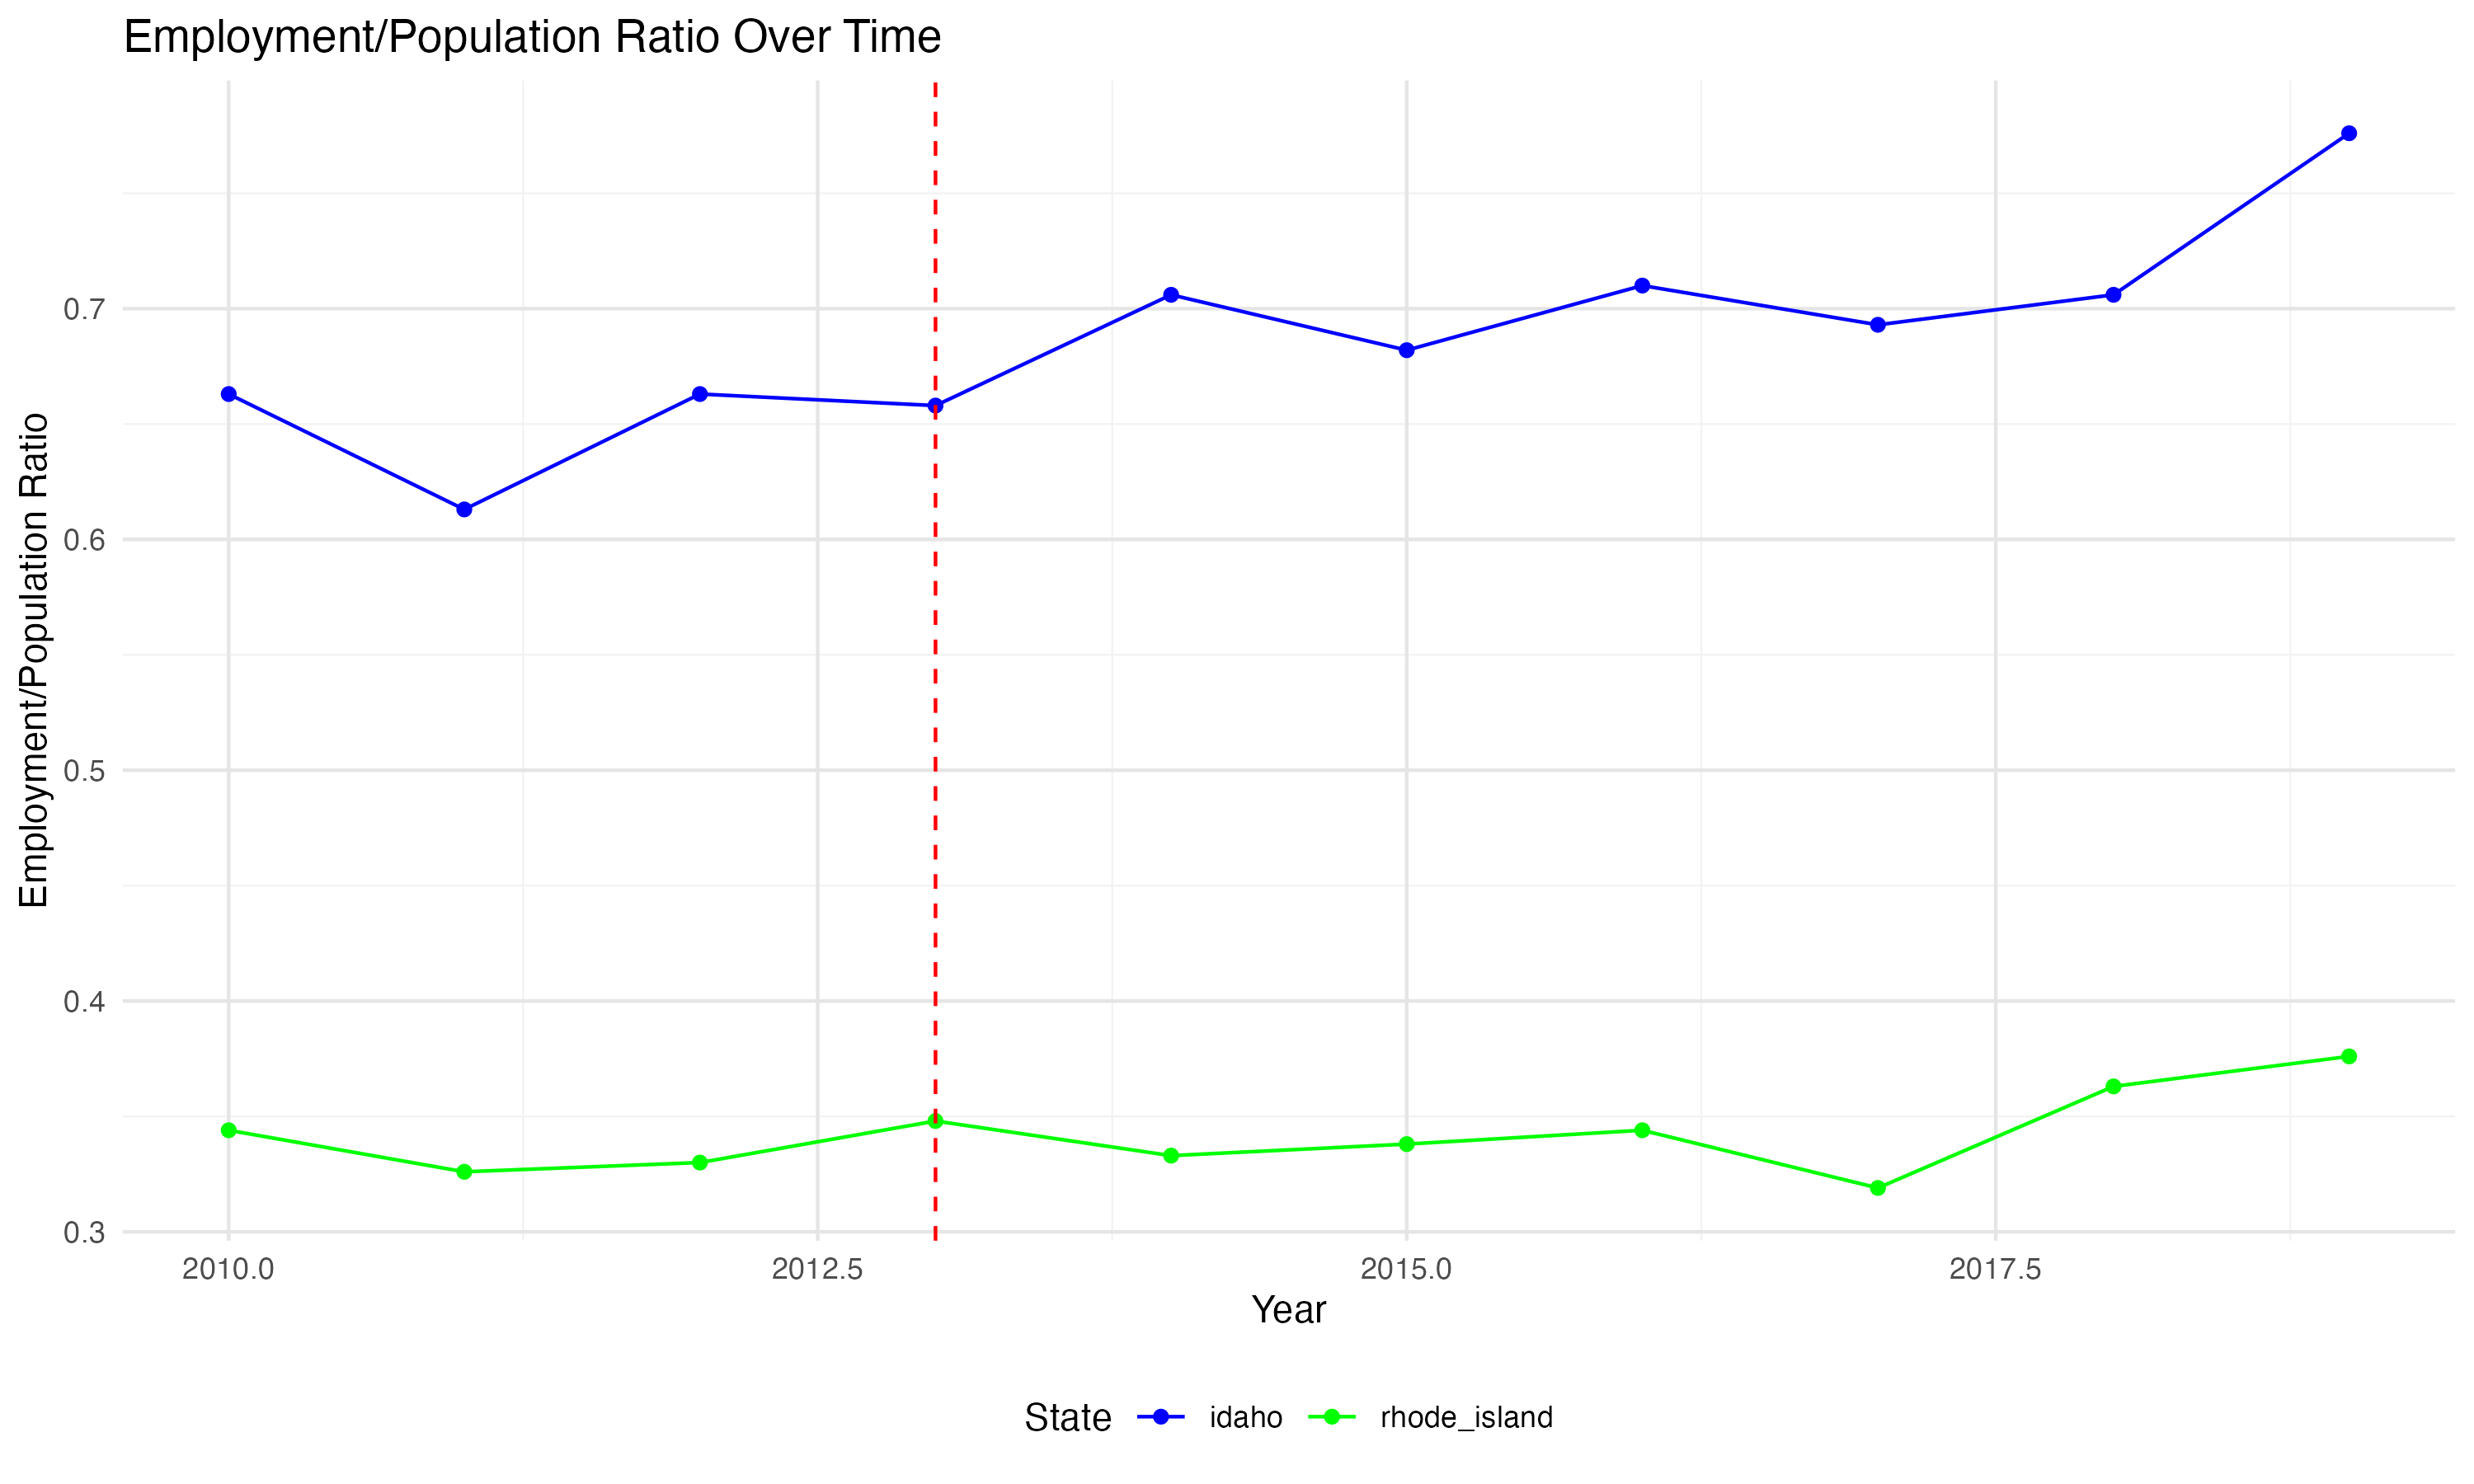 Employment/Population Ratio Over Time
Employment/Population Ratio
0.7
0.6
0.5
0.4
0.3
2010.0
2012.5
2015.0
2017.5
Year
State
idaho
rhode_island